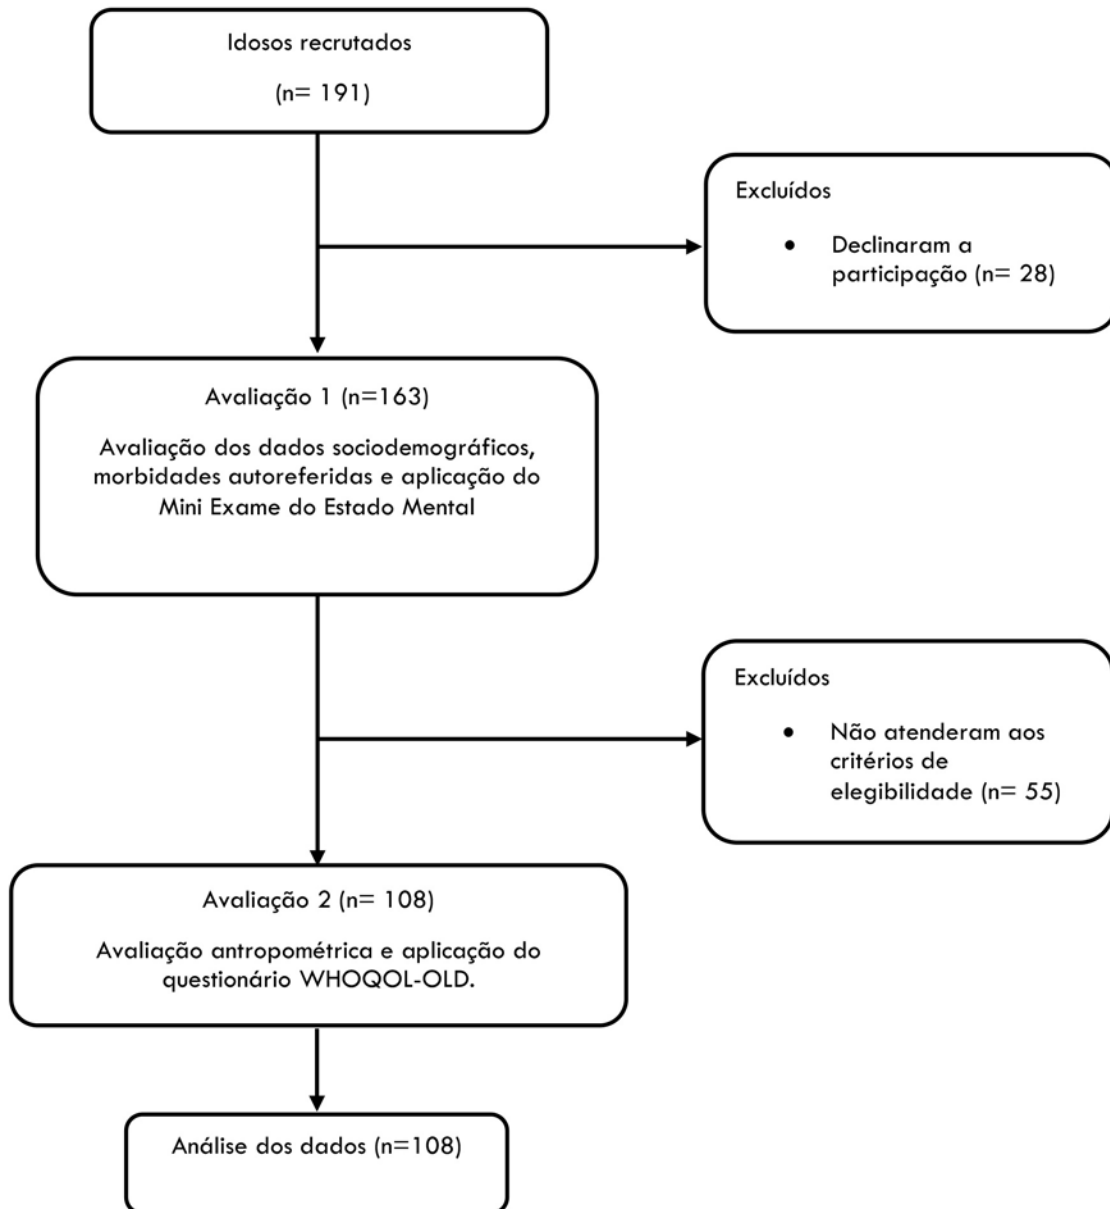 Idosos recrutados
(n= 191)
Excluídos
• Declinaram a
participação (n= 28)
Avaliação 1 (n=163)
Avaliação dos dados sociodemográficos,
morbidades autoreferidas e aplicação do
Mini Exame do Estado Mental
Excluídos
• Não atenderam aos
critérios de
elegibilidade (n= 55)
Avaliação 2 (n= 108)
Avaliação antropométrica e aplicação do
questionário WHOQOL-OLD.
Análise dos dados (n=108)